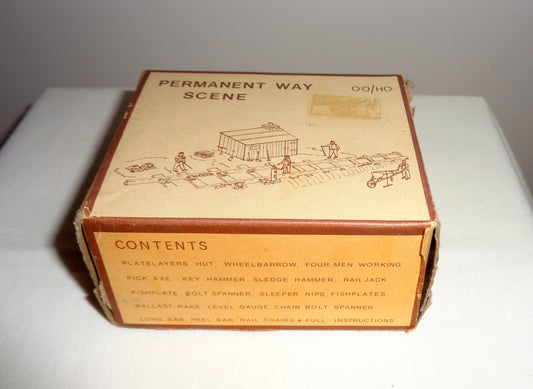 PERMANENT WAY
SCENE
OO/HO
CONTENTS
PLATELAYERS HUT, WHEELBARROW, FOUR MEN WORKING
PICK AXE, KEY HAMMER, SLEDGE HAMMER, RAILJACK
FISHPLATE BOLT SPANNER, SLEEPER NIPS, FISHPLATES
BALLAST RAKE, LEVEL GAUGE, CHAIR BOLT SPANNER
LONG BAR, HEEL BAR, RAIL CHAIRS + FULL INSTRUCTIONS